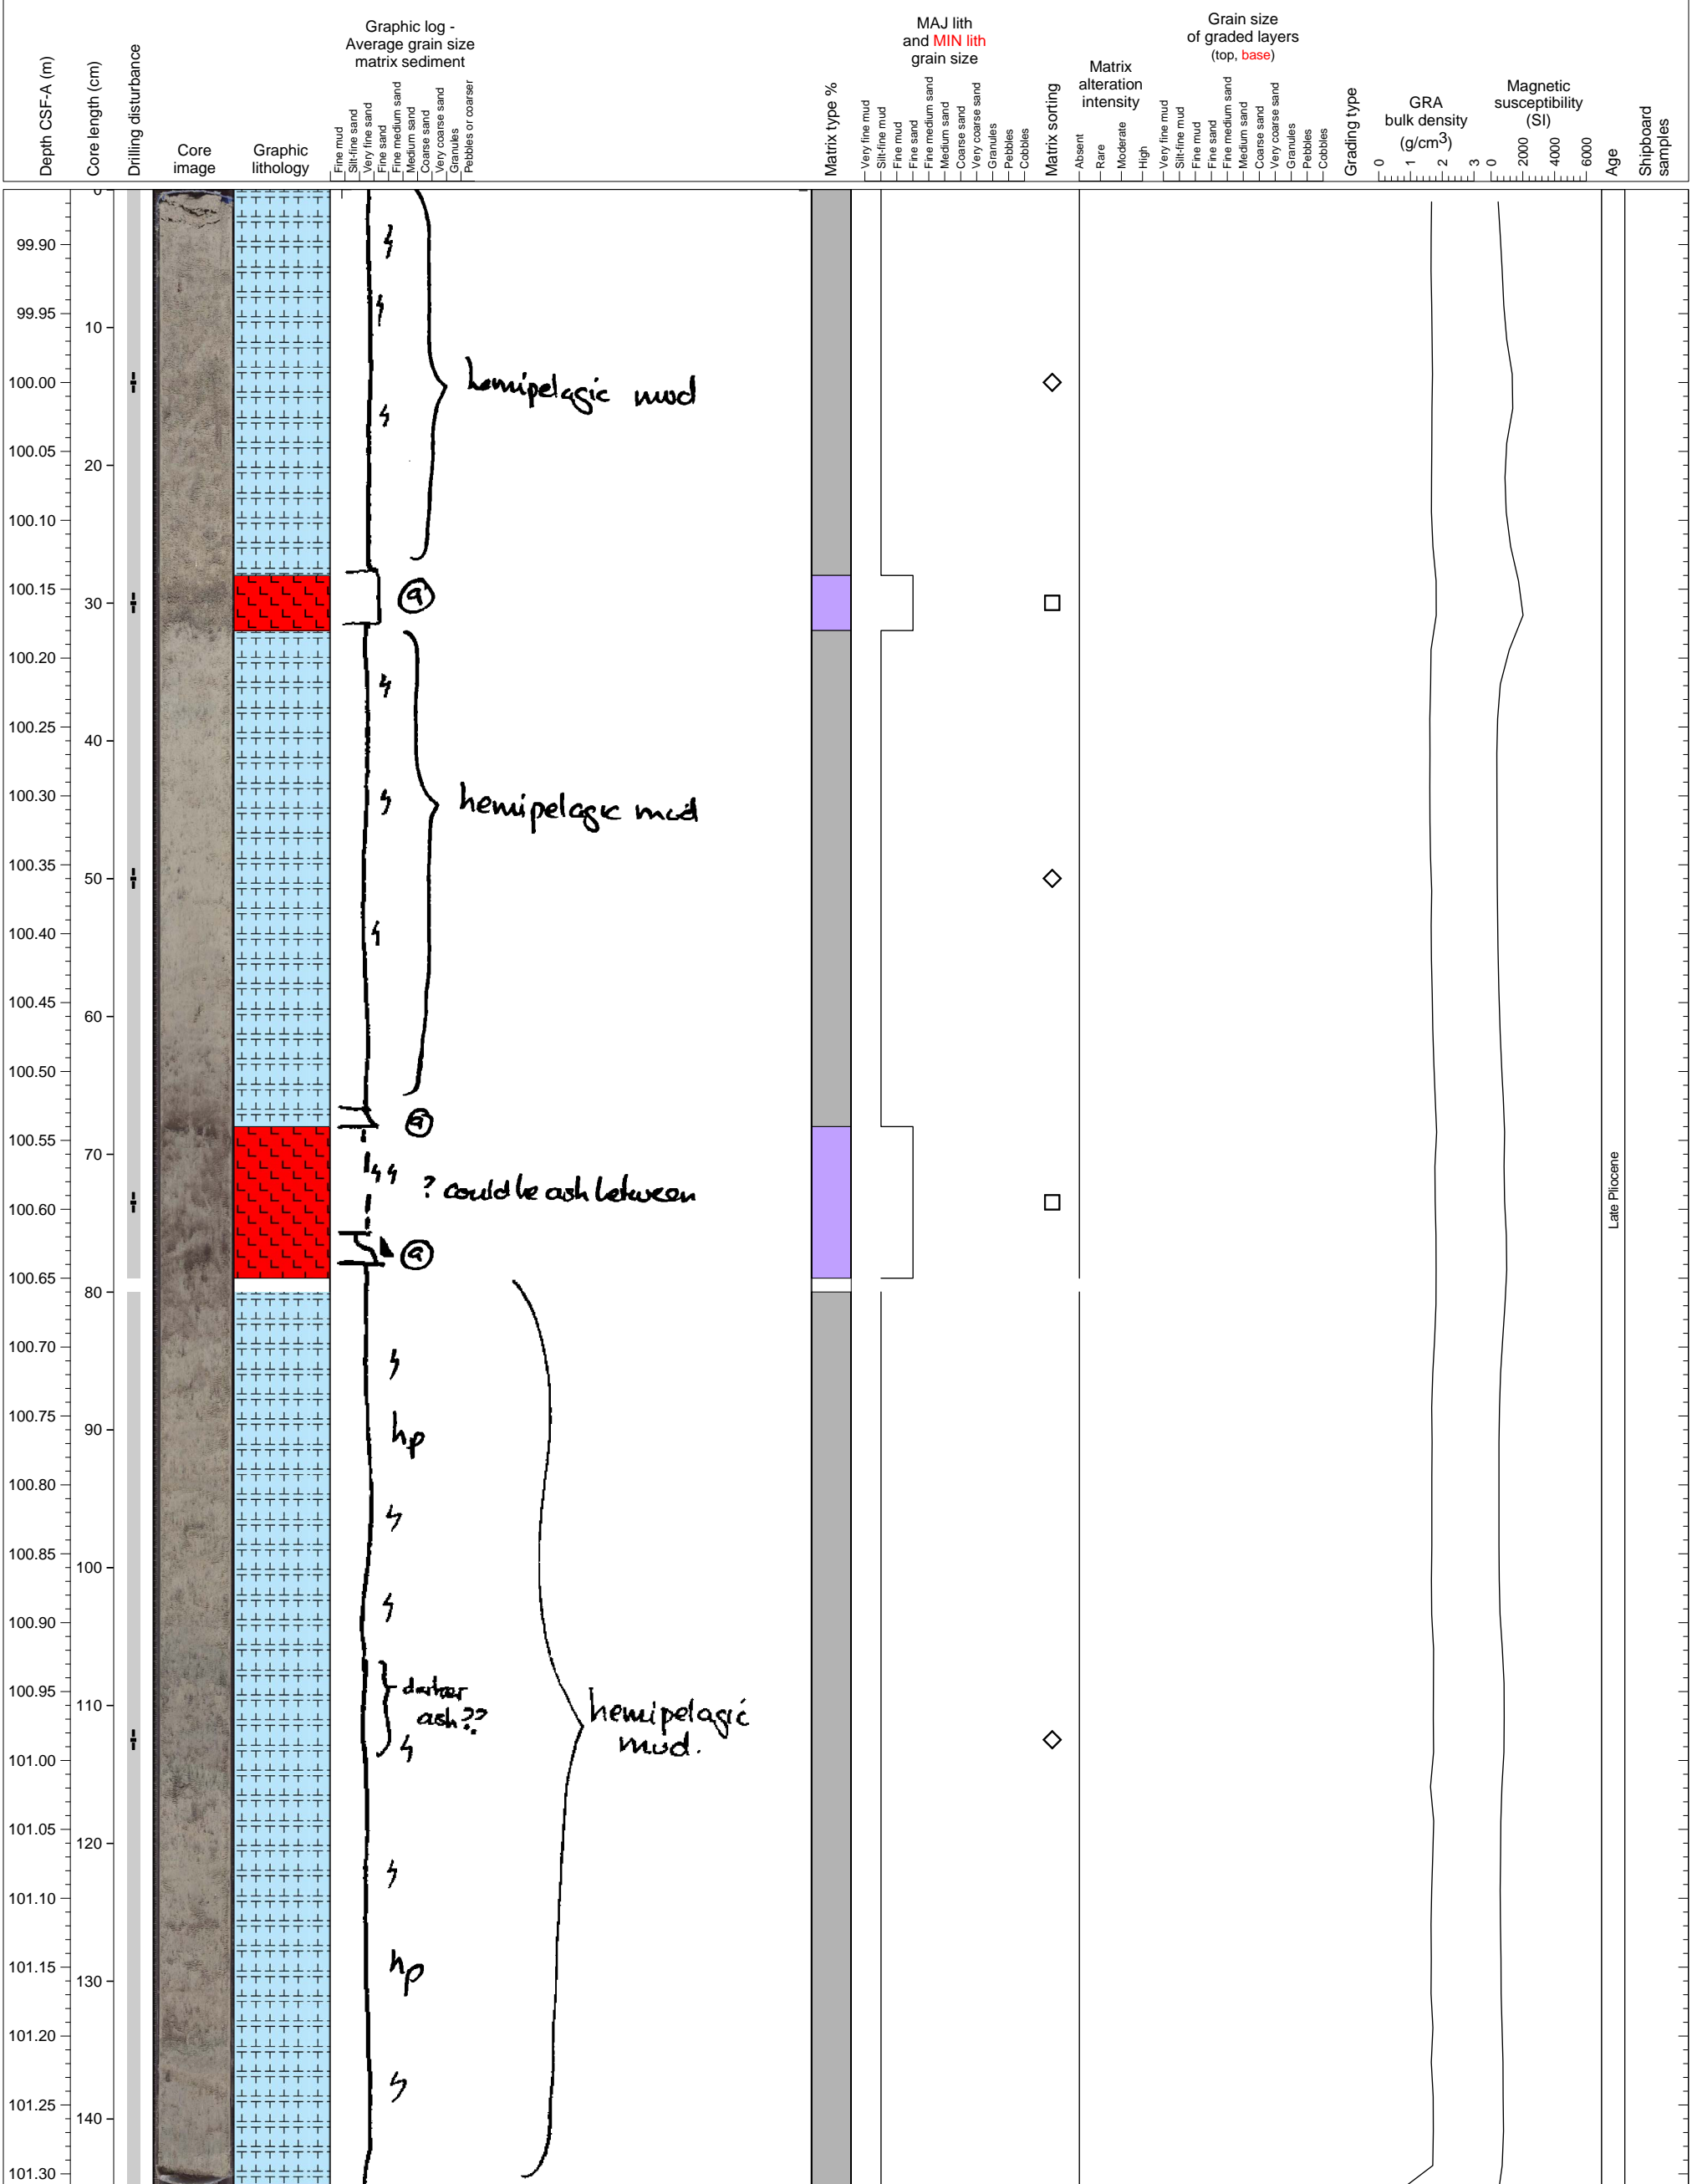 Depth CSF-A (m)
Core length (cm)
Drilling disturbance
Core
image
Graphic
lithology
Graphic log -
Average grain size
matrix sediment
Fine mud
Silt-fine sand
Very fine sand
Fine sand
Fine medium sand
Medium sand
Coarse sand
Very coarse sand
Granules
Pebbles or coarser
Matrix type %
MAJ lith
and MIN lith
grain size
Very fine mud
Silt-fine mud
Fine mud
Fine sand
Fine medium sand
Medium sand
Coarse sand
Very coarse sand
Granules
Pebbles
Cobbles
Matrix sorting
Matrix
alteration
intensity
Absent
Rare
Moderate
High
Grain size
of graded layers
(top, base)
Very fine mud
Silt-fine mud
Fine mud
Fine sand
Fine medium sand
Medium sand
Coarse sand
Very coarse sand
Granules
Pebbles
Cobbles
Grading type
GRA
bulk density
(g/cm3)
0 1 2 3
Magnetic
susceptibility
(SI)
0 2000 4000 6000
Age
Shipboard
samples
0
99.90
99.95
10
hemipelagic mud
100.00
100.05
20
100.10
100.15
30
a
100.20
100.25
40
100.30
hemipelagic mud
100.35
50
100.40
100.45
60
100.50
a
100.55
70
? could be ash between
100.60
Late Pliocene
a
100.65
80
100.70
100.75
90
hp
100.80
100.85
100
100.90
100.95
110
darker
ash??
hemipelagic
mud.
101.00
101.05
120
101.10
101.15
130
hp
101.20
101.25
140
101.30